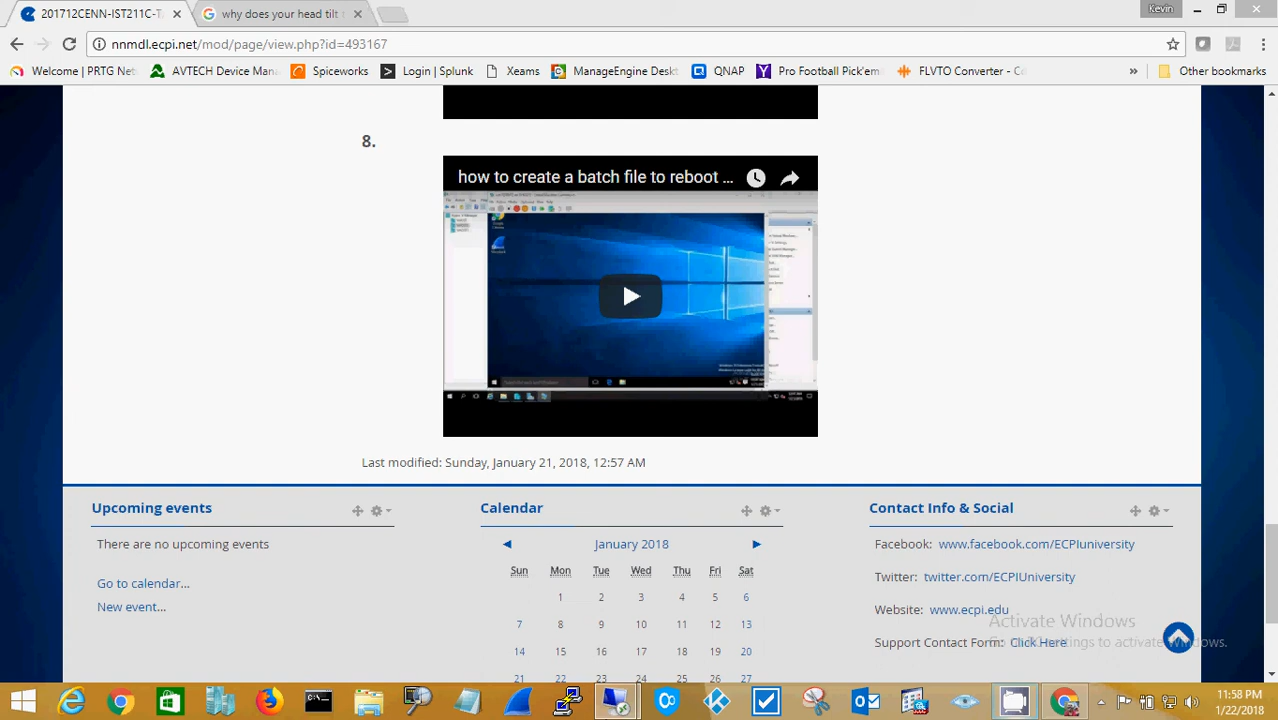 201712CENN-IST211C-T
why does your head tilt
Kevin
nnmdl.ecpi.net/mod/page/view.php?id=493167
Welcome | PRTG Net
AVTECH Device Mana
Spiceworks
Login | Splunk
Xeams
ManageEngine Deskt
QNAP
Pro Football Pick'em
FLVTO Converter - Co
»
Other bookmarks
8.
how to create a batch file to reboot ...
Last modified: Sunday, January 21, 2018, 12:57 AM
Upcoming events
There are no upcoming events
Go to calendar...
New event...
Calendar
◄ January 2018 ►
Sun Mon Tue Wed Thu Fri Sat
1 2 3 4 5 6
7 8 9 10 11 12 13
14 15 16 17 18 19 20
21 22 23 24 25 26 27
Contact Info & Social
Facebook: www.facebook.com/ECPIuniversity
Twitter: twitter.com/ECPIUniversity
Website: www.ecpi.edu
Support Contact Form: Click Here
Activate Windows
settings to activate Windows.
11:58 PM
1/22/2018